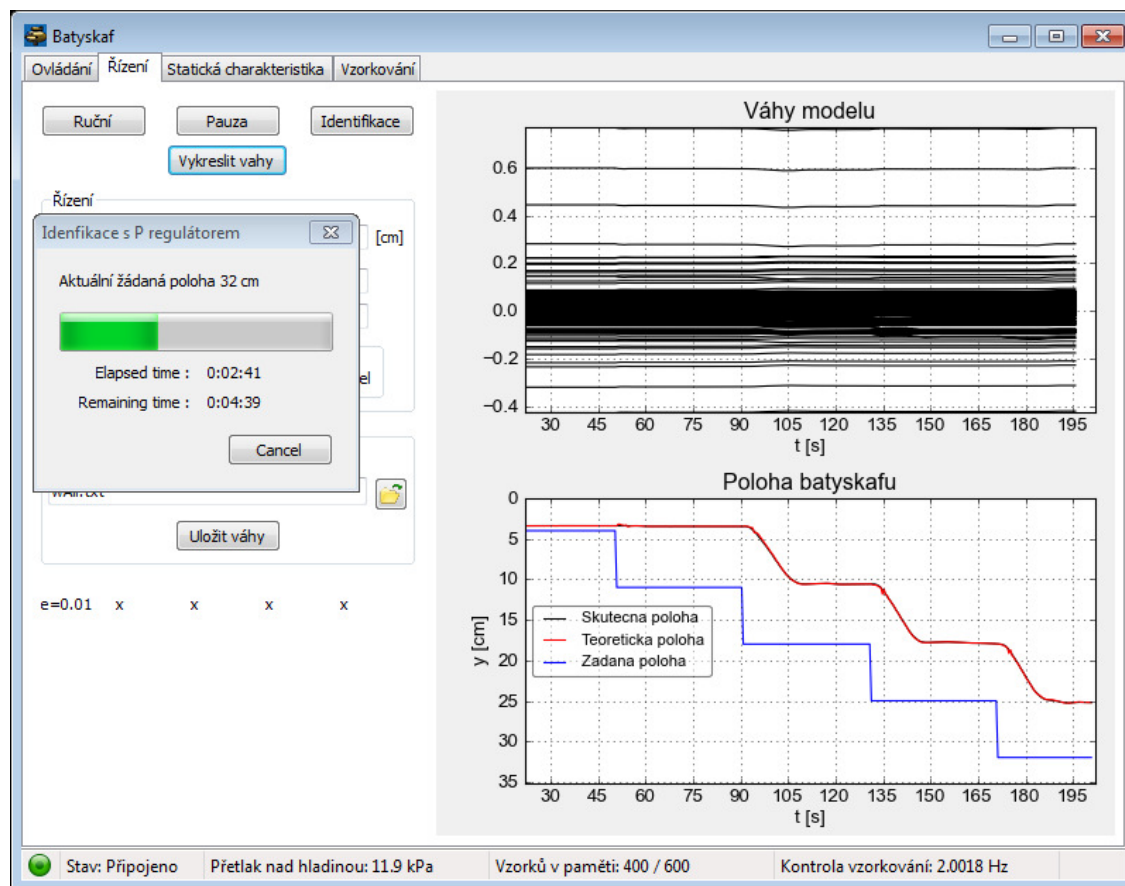 Batyskaf
Ovládání Řízení Statická charakteristika Vzorkování
Ruční Pauza Identifikace
Vykreslit vahy
Řízení
[cm]
Idenfikace s P regulátorem
Aktuální žádaná poloha 32 cm
Elapsed time : 0:02:41
Remaining time : 0:04:39
Cancel
el
Uložit váhy
e=0.01 x x x x
Váhy modelu
0.6
0.4
0.2
0.0
−0.2
−0.4
30 45 60 75 90 105 120 135 150 165 180 195
t [s]
Poloha batyskafu
0
5
10
15
20
25
30
35
y [cm]
Skutecna poloha
Teoreticka poloha
Zadana poloha
30 45 60 75 90 105 120 135 150 165 180 195
t [s]
Stav: Připojeno Přetlak nad hladinou: 11.9 kPa Vzorků v paměti: 400 / 600 Kontrola vzorkování: 2.0018 Hz